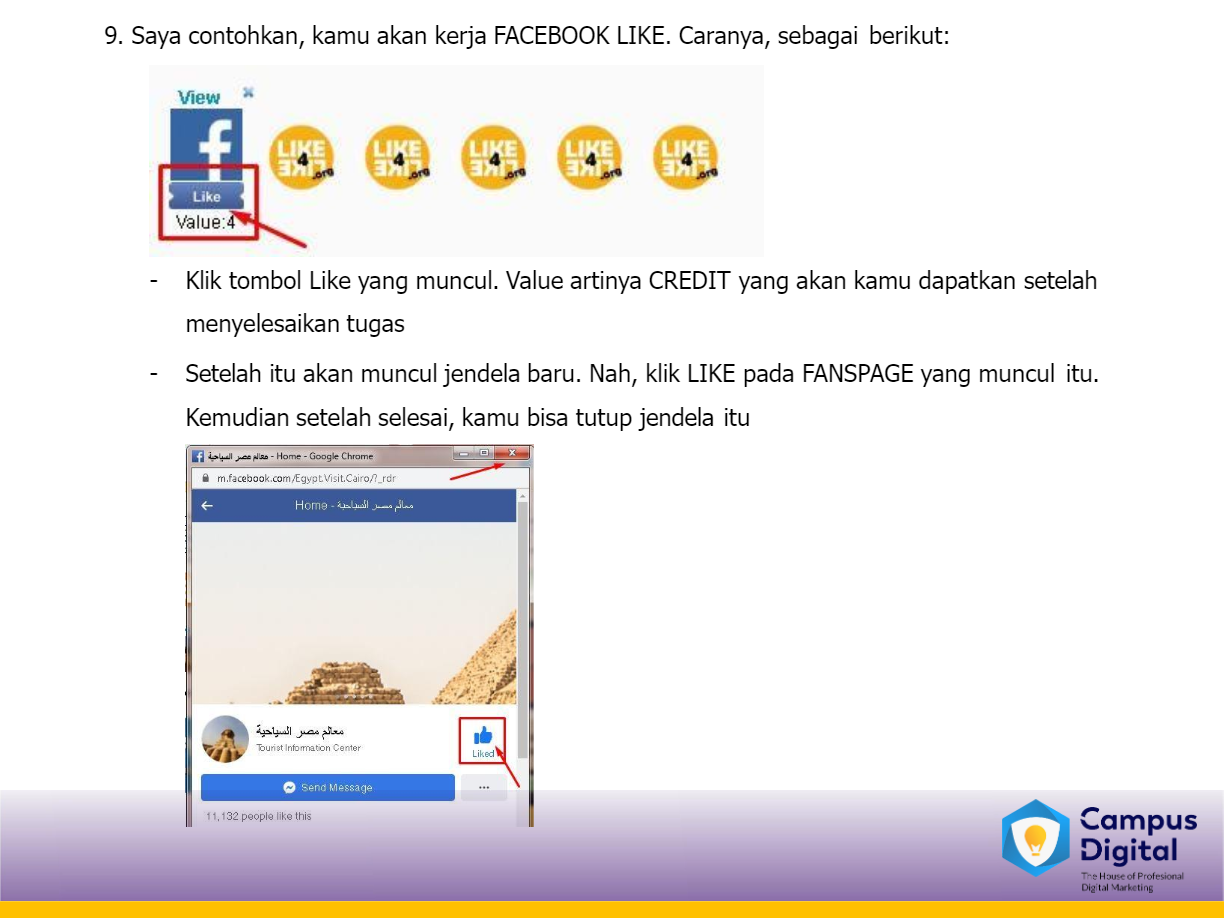 9. Saya contohkan, kamu akan kerja FACEBOOK LIKE. Caranya, sebagai berikut:
View
LIKE 4 LIKE .org
LIKE 4 LIKE .org
LIKE 4 LIKE .org
LIKE 4 LIKE .org
LIKE 4 LIKE .org
Like
Value:4
- Klik tombol Like yang muncul. Value artinya CREDIT yang akan kamu dapatkan setelah
menyelesaikan tugas
- Setelah itu akan muncul jendela baru. Nah, klik LIKE pada FANSPAGE yang muncul itu.
Kemudian setelah selesai, kamu bisa tutup jendela itu
معالم مصر السياحية - Home - Google Chrome
m.facebook.com/Egypt.Visit.Cairo/?_rdr
Home - معالم مصر السياحية
معالم مصر السياحية
Tourist Information Center
Liked
Send Message
11,132 people like this
Campus
Digital
The House of Profesional
Digital Marketing